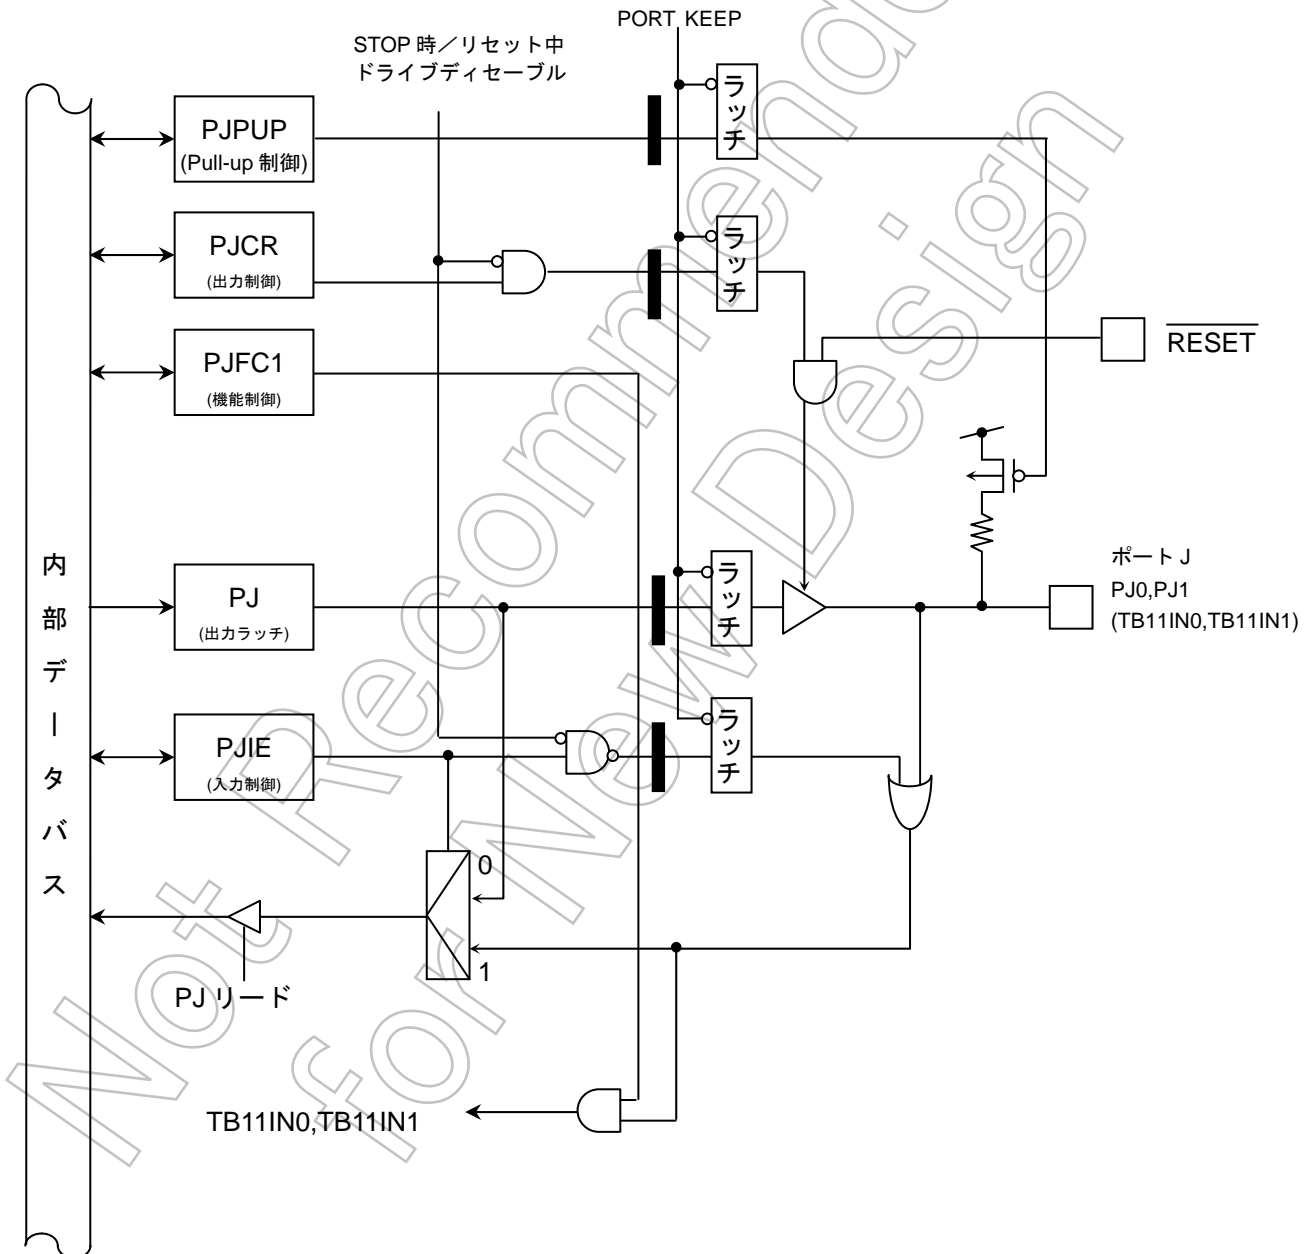 PORT KEEP
STOP 時／リセット中
ドライブディセーブル
ラッチ
PJPUP
(Pull-up 制御)
ラッチ
PJCR
(出力制御)
RESET
PJFC1
(機能制御)
内部データバス
ラッチ
ポート J
PJ0,PJ1
(TB11IN0,TB11IN1)
PJ
(出力ラッチ)
ラッチ
PJIE
(入力制御)
0
1
PJ リード
TB11IN0,TB11IN1
Not Recommende
for New Design